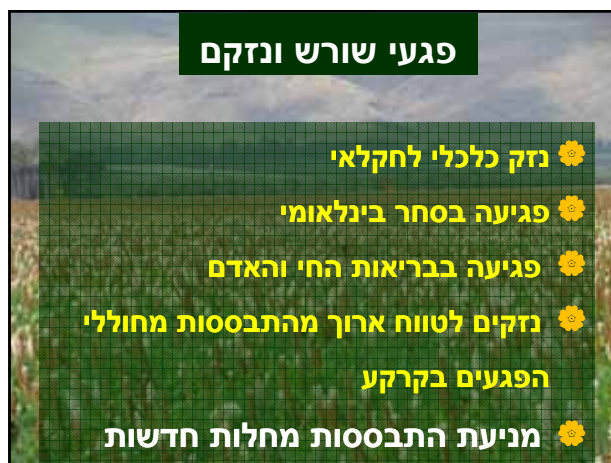 פגעי שורש ונזקם
נזק כלכלי לחקלאי
פגיעה בסחר בינלאומי
פגיעה בבריאות החי והאדם
נזקים לטווח ארוך מהתבססות מחוללי
הפגעים בקרקע
מניעת התבססות מחלות חדשות